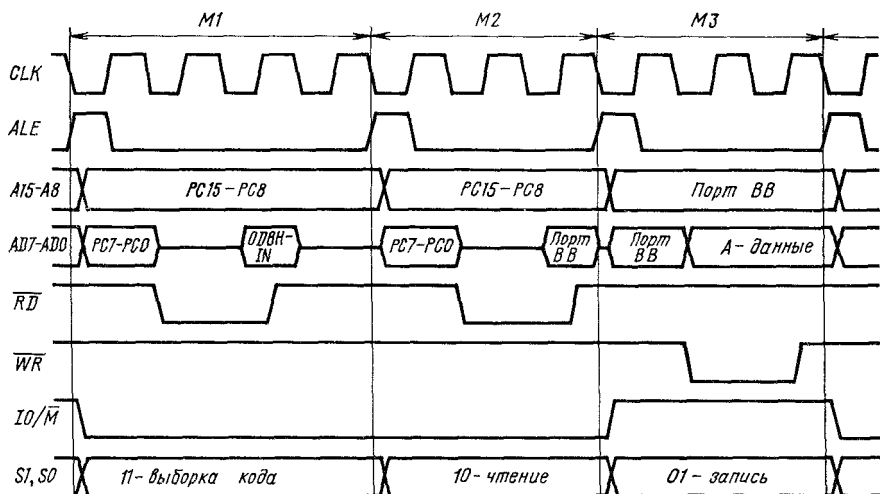 M1 M2 M3
CLK
ALE
A15-A8 PC15-PC8 PC15-PC8 Порт ВВ
AD7-AD0 PC7-PC0 0D8H-IN PC7-PC0 Порт ВВ Порт ВВ A-данные
RD
WR
IO/M
S1, S0 11-выборка кода 10-чтение 01-запись